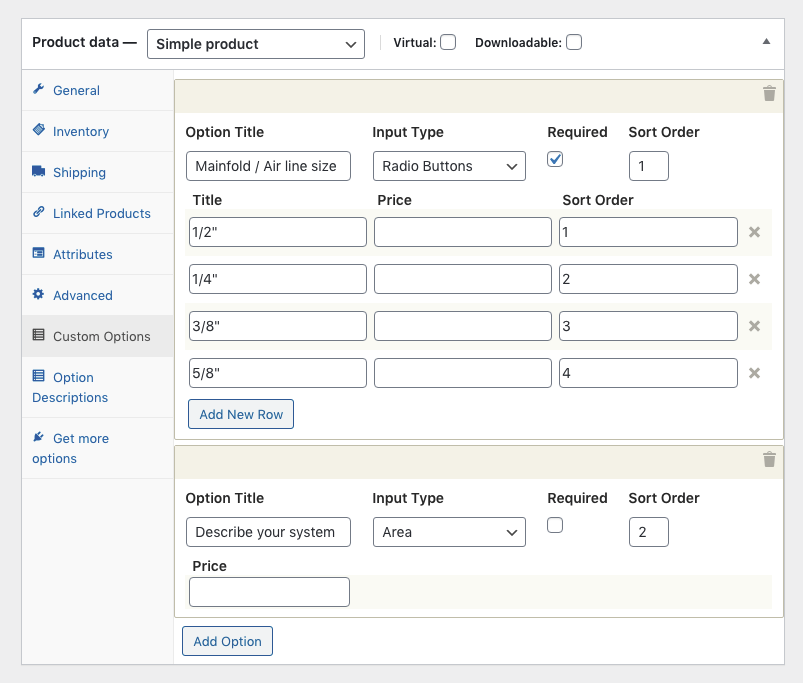 Product data — Simple product Virtual: Downloadable:
General
Inventory
Shipping
Linked Products
Attributes
Advanced
Custom Options
Option
Descriptions
Get more
options
Option Title Input Type Required Sort Order
Mainfold / Air line size Radio Buttons 1
Title Price Sort Order
1/2" 1
1/4" 2
3/8" 3
5/8" 4
Add New Row
Option Title Input Type Required Sort Order
Describe your system Area 2
Price
Add Option